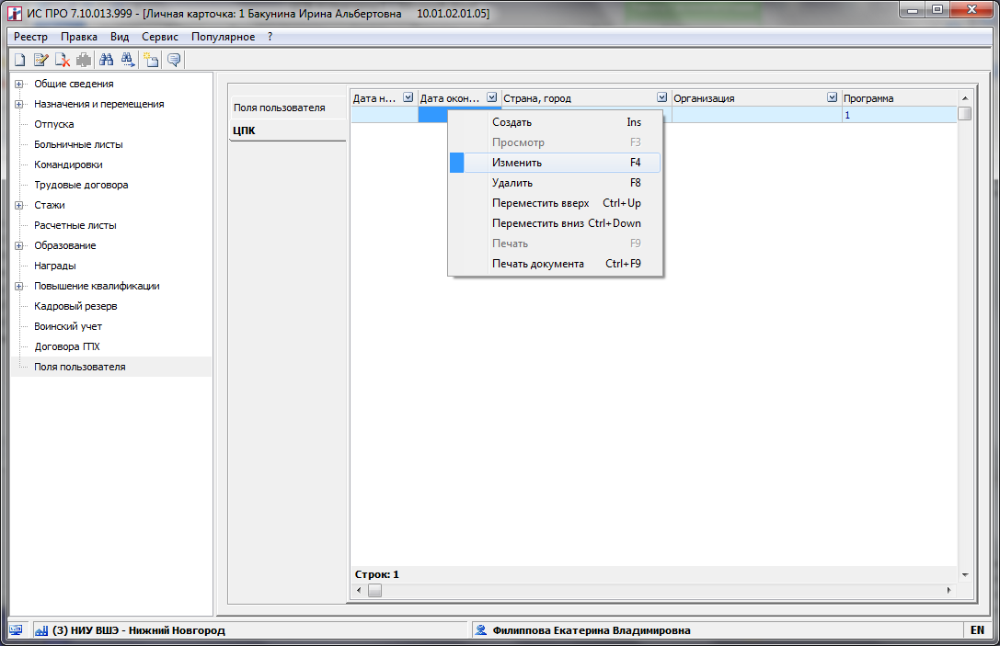 ИС ПРО 7.10.013.999 - [Личная карточка: 1 Бакунина Ирина Альбертовна 10.01.02.01.05]
Реестр Правка Вид Сервис Популярное ?
Общие сведения
Назначения и перемещения
Отпуска
Больничные листы
Командировки
Трудовые договора
Стажи
Расчетные листы
Образование
Награды
Повышение квалификации
Кадровый резерв
Воинский учет
Договора ГПХ
Поля пользователя
Поля пользователя
ЦПК
Дата н... Дата окон... Страна, город Организация Программа
1
Создать Ins
Просмотр F3
Изменить F4
Удалить F8
Переместить вверх Ctrl+Up
Переместить вниз Ctrl+Down
Печать F9
Печать документа Ctrl+F9
Строк: 1
(3) НИУ ВШЭ - Нижний Новгород Филиппова Екатерина Владимировна EN